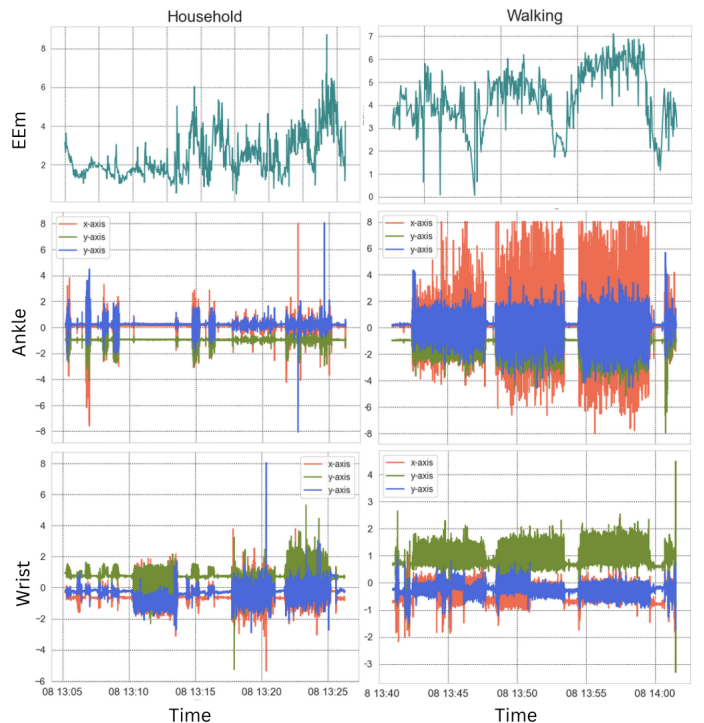 Household
Walking
EEm
8
6
4
2
7
6
5
4
3
2
1
0
Ankle
8
6
4
2
0
−2
−4
−6
−8
x-axis
y-axis
y-axis
8
6
4
2
0
-2
-4
-6
-8
x-axis
y-axis
y-axis
Wrist
8
6
4
2
0
−2
−4
−6
x-axis
y-axis
y-axis
4
3
2
1
0
-1
-2
-3
x-axis
y-axis
y-axis
08 13:05
08 13:10
08 13:15
08 13:20
08 13:25
8 13:40
08 13:45
08 13:50
08 13:55
08 14:00
Time
Time